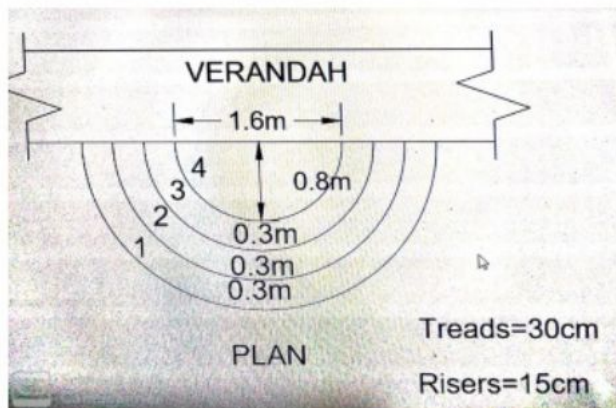 VERANDAH
1.6m
4
0.8m
3
2
1
0.3m
0.3m
0.3m
Treads=30cm
PLAN
Risers=15cm